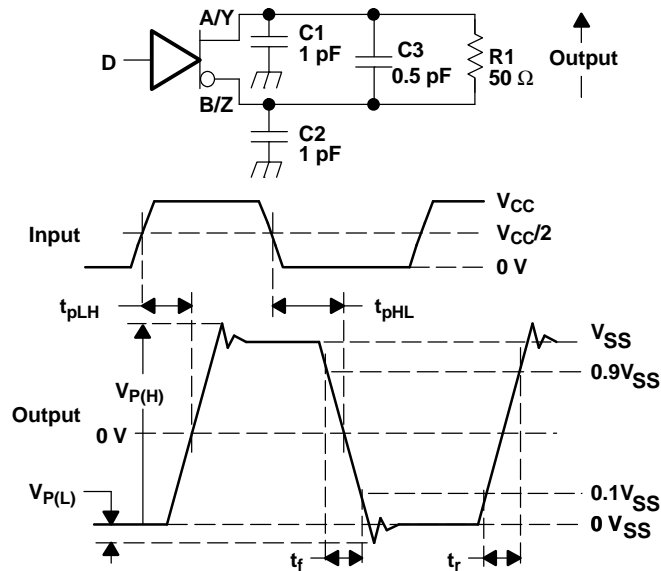 A/Y
C1
1 pF
C3
0.5 pF
R1
50 Ω
Output
D
B/Z
C2
1 pF
Input
VCC
VCC/2
0 V
tpLH
tpHL
VP(H)
VSS
0.9VSS
Output
0 V
VP(L)
0.1VSS
0 VSS
tf
tr